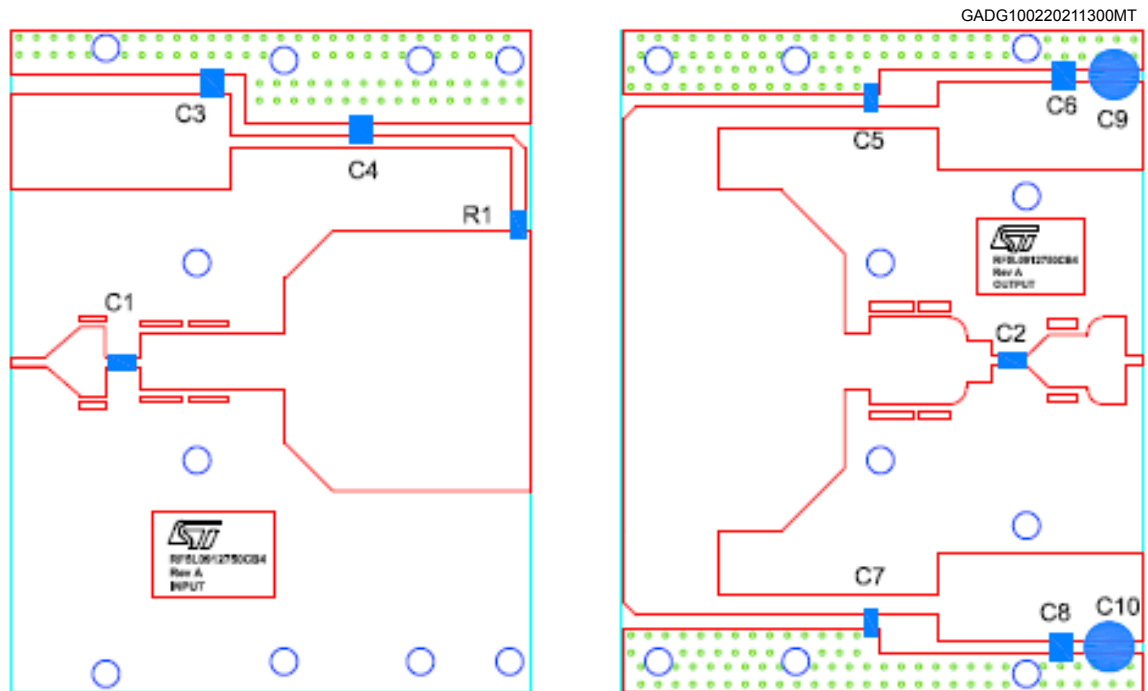 GADG100220211300MT
C3
C4
R1
C1
Rev A
INPUT
C6
C9
C5
Rev A
OUTPUT
C2
C7
C8
C10